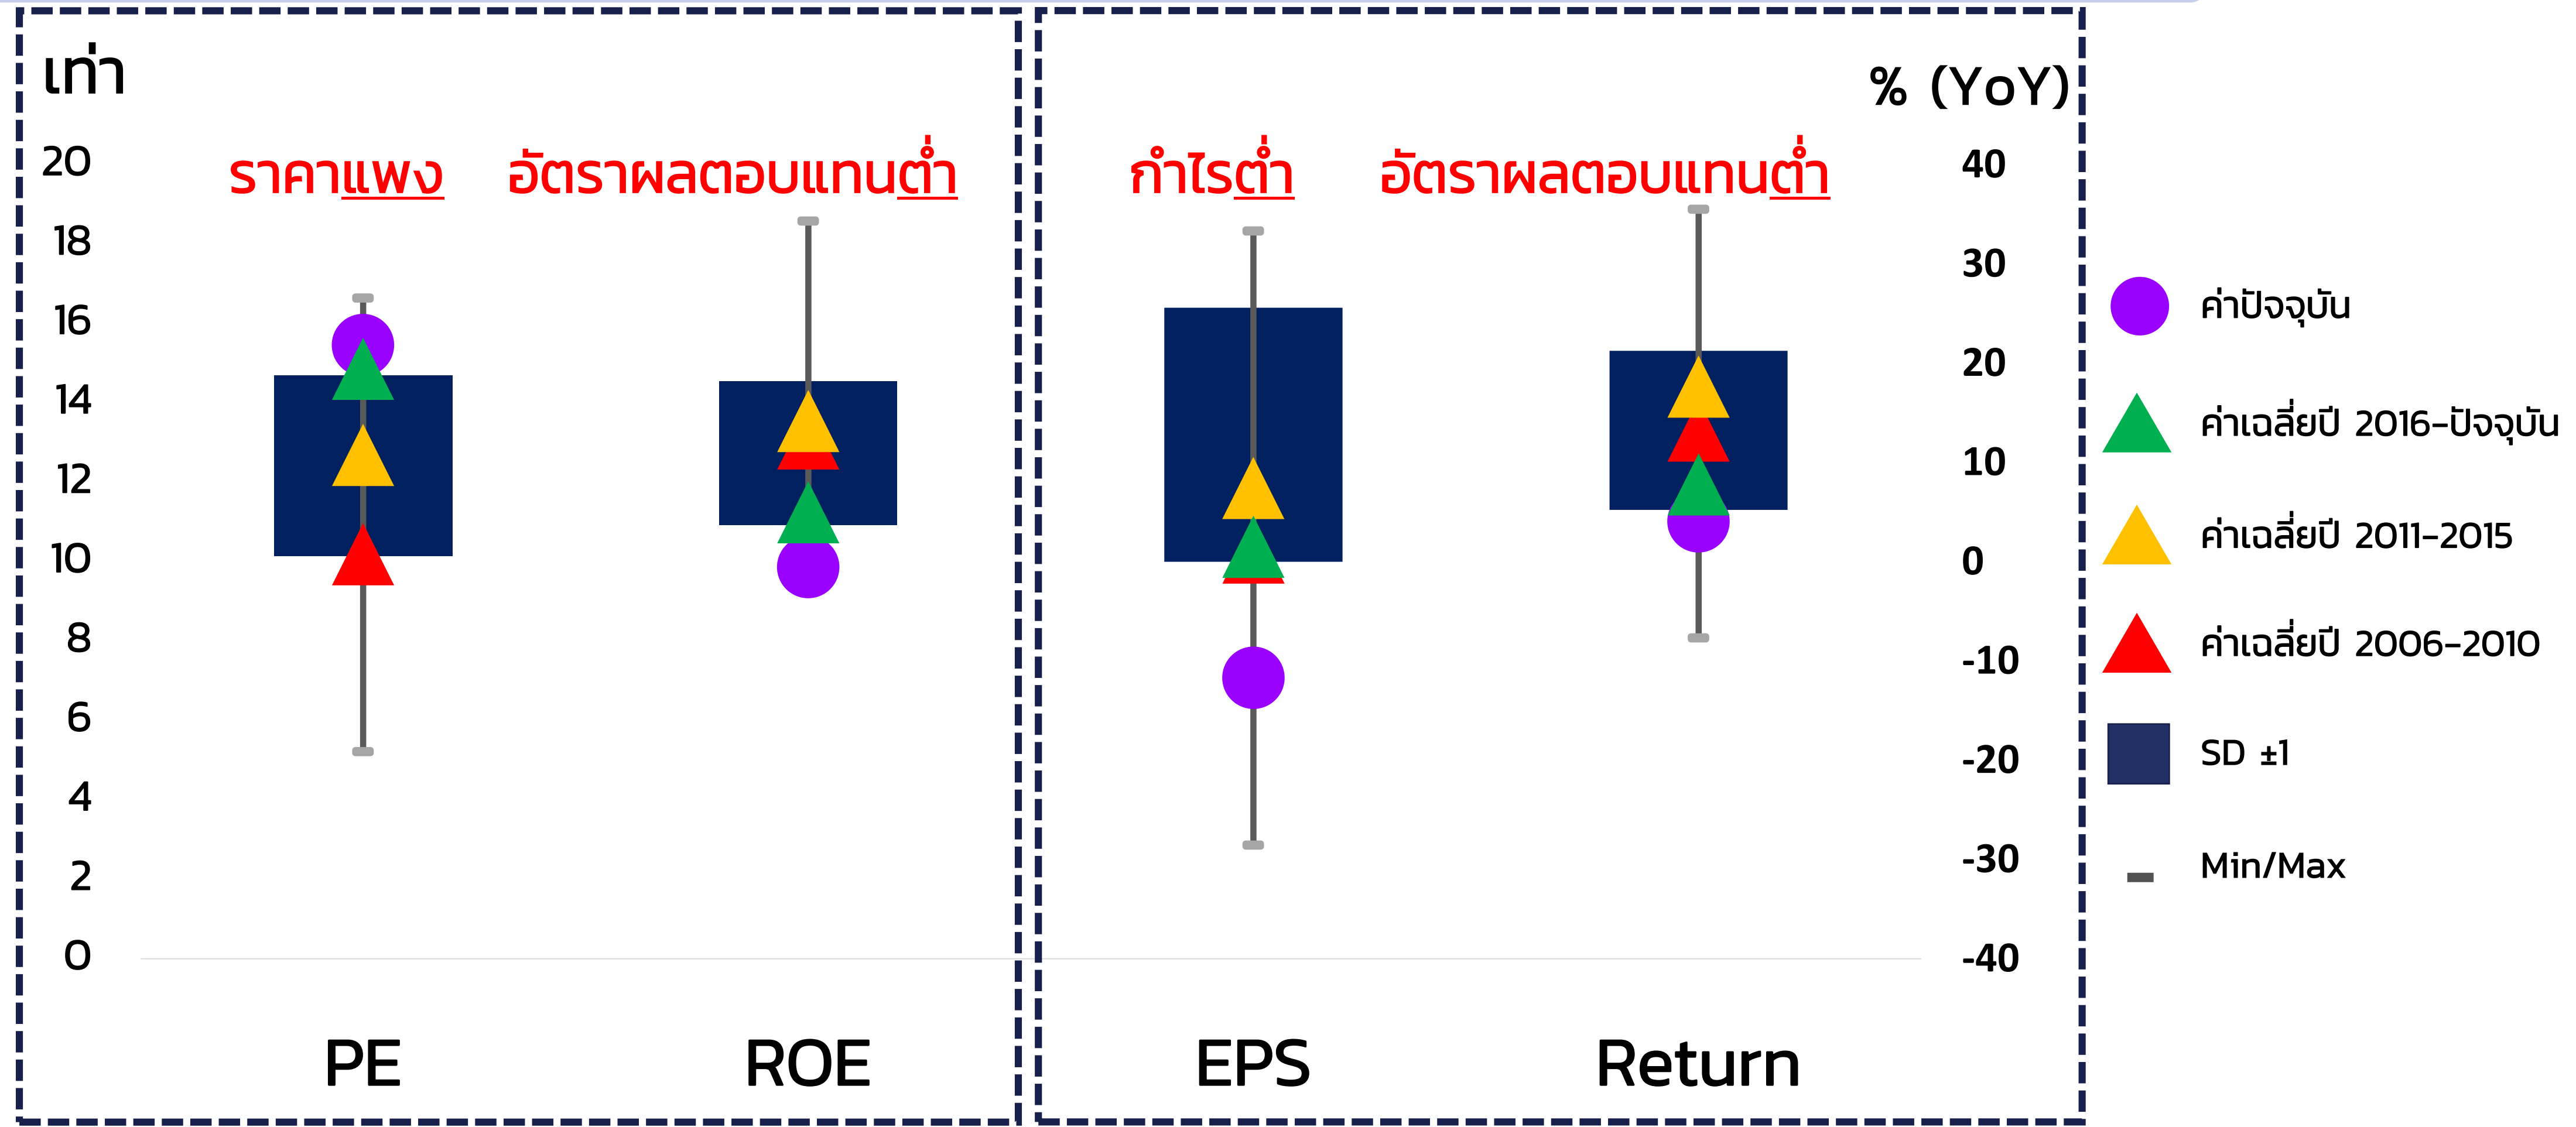 เท่า
% (YoY)
ราคาแพง
อัตราผลตอบแทนต่ำ
กำไรต่ำ
อัตราผลตอบแทนต่ำ
20
18
16
14
12
10
8
6
4
2
0
40
30
20
10
0
-10
-20
-30
-40
PE
ROE
EPS
Return
ค่าปัจจุบัน
ค่าเฉลี่ยปี 2016-ปัจจุบัน
ค่าเฉลี่ยปี 2011-2015
ค่าเฉลี่ยปี 2006-2010
SD ±1
Min/Max